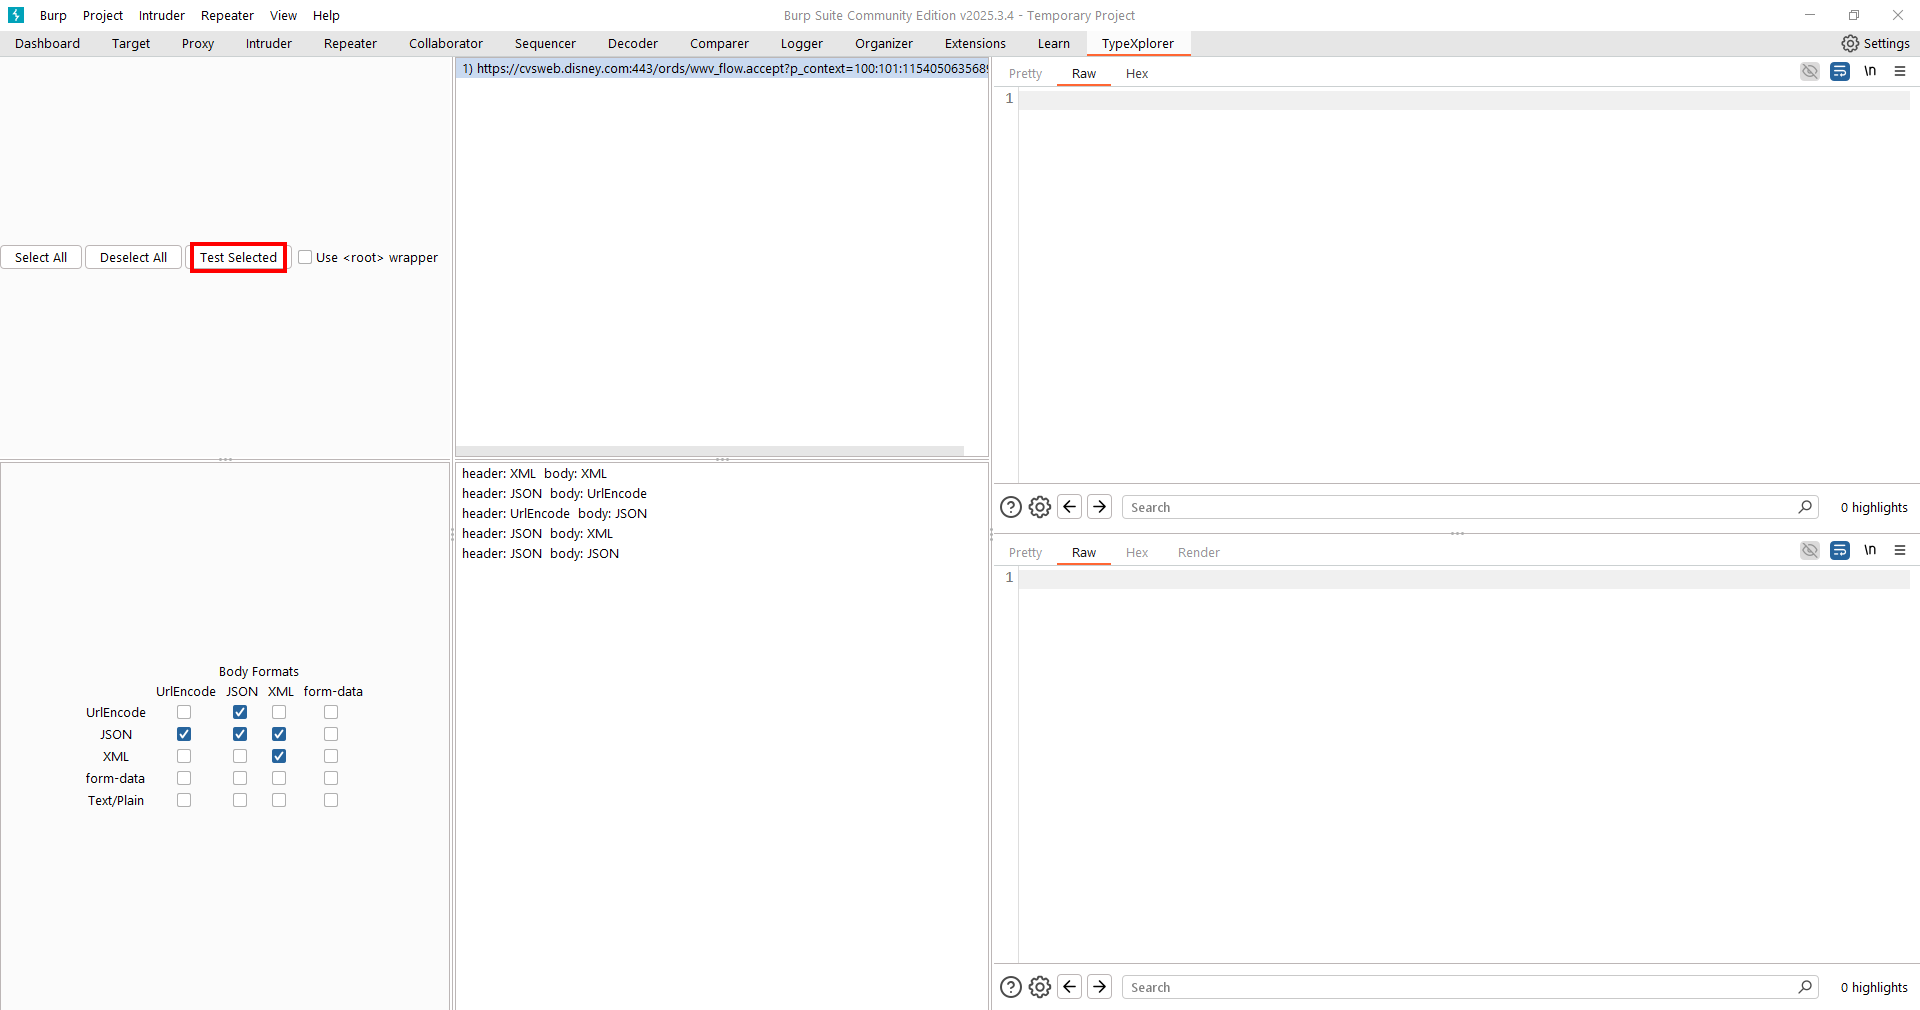 Burp Project Intruder Repeater View Help
Burp Suite Community Edition v2025.3.4 - Temporary Project
Dashboard Target Proxy Intruder Repeater Collaborator Sequencer Decoder Comparer Logger Organizer Extensions Learn TypeXplorer Settings
Select All Deselect All Test Selected Use <root> wrapper
1) https://cvsweb.disney.com:443/ords/wwv_flow.accept?p_context=100:101:115405063568
Pretty Raw Hex \n
1
Search 0 highlights
header: XML body: XML
header: JSON body: UrlEncode
header: UrlEncode body: JSON
header: JSON body: XML
header: JSON body: JSON
Pretty Raw Hex Render \n
1
Search 0 highlights
Body Formats
UrlEncode JSON XML form-data
UrlEncode
JSON
XML
form-data
Text/Plain